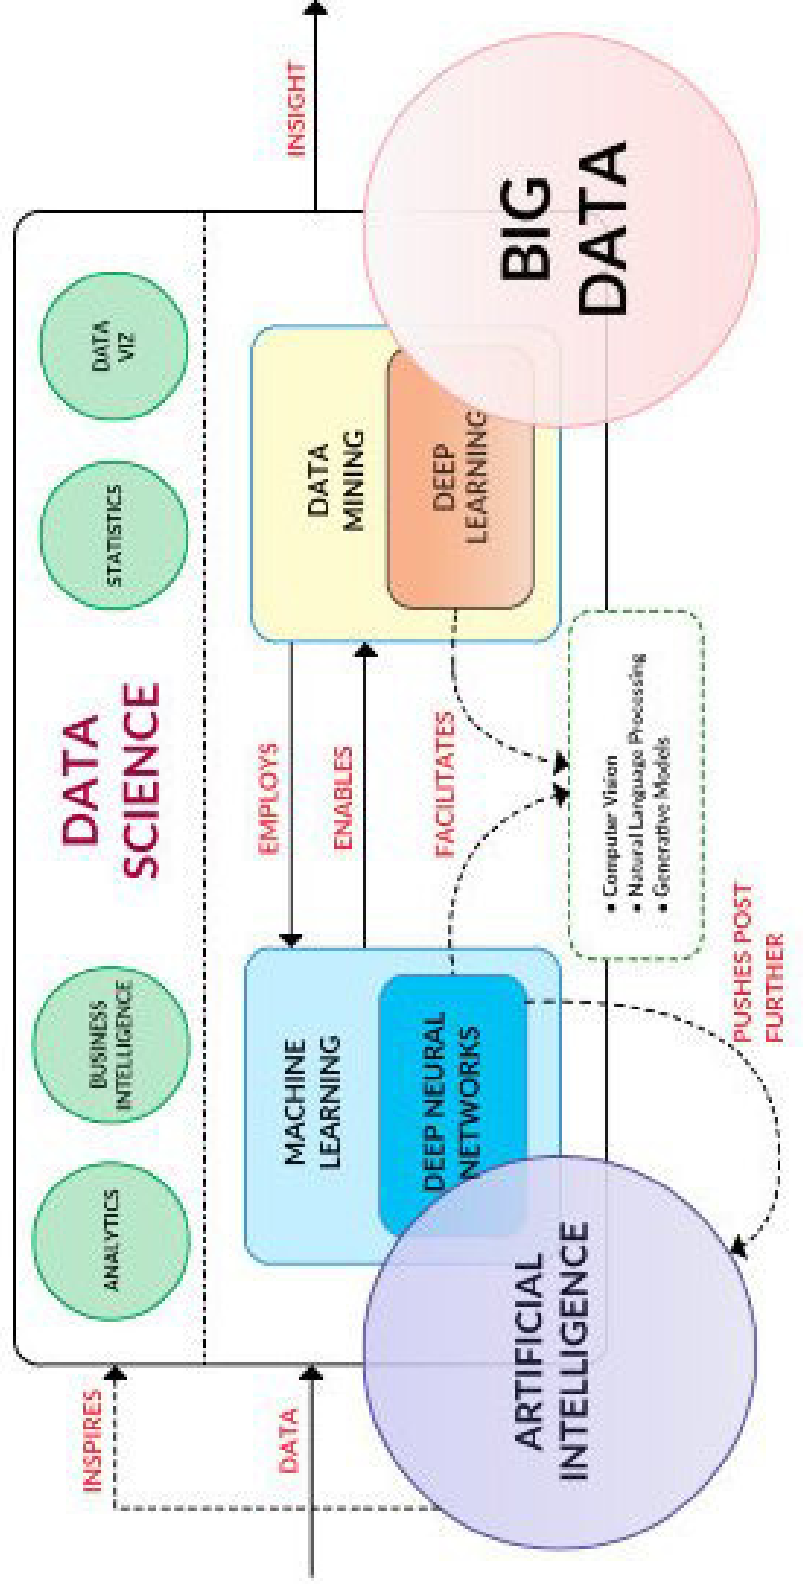 DATA
SCIENCE
ANALYTICS
BUSINESS
INTELLIGENCE
STATISTICS
DATA
VIZ
INSPIRES
DATA
INSIGHT
MACHINE
LEARNING
DEEP NEURAL
NETWORKS
EMPLOYS
ENABLES
FACILITATES
DATA
MINING
DEEP
LEARNING
ARTIFICIAL
INTELLIGENCE
BIG
DATA
• Computer Vision
• Natural Language Processing
• Generative Models
PUSHES POST
FURTHER